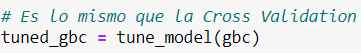 # Es lo mismo que la Cross Validation
tuned_gbc = tune_model(gbc)